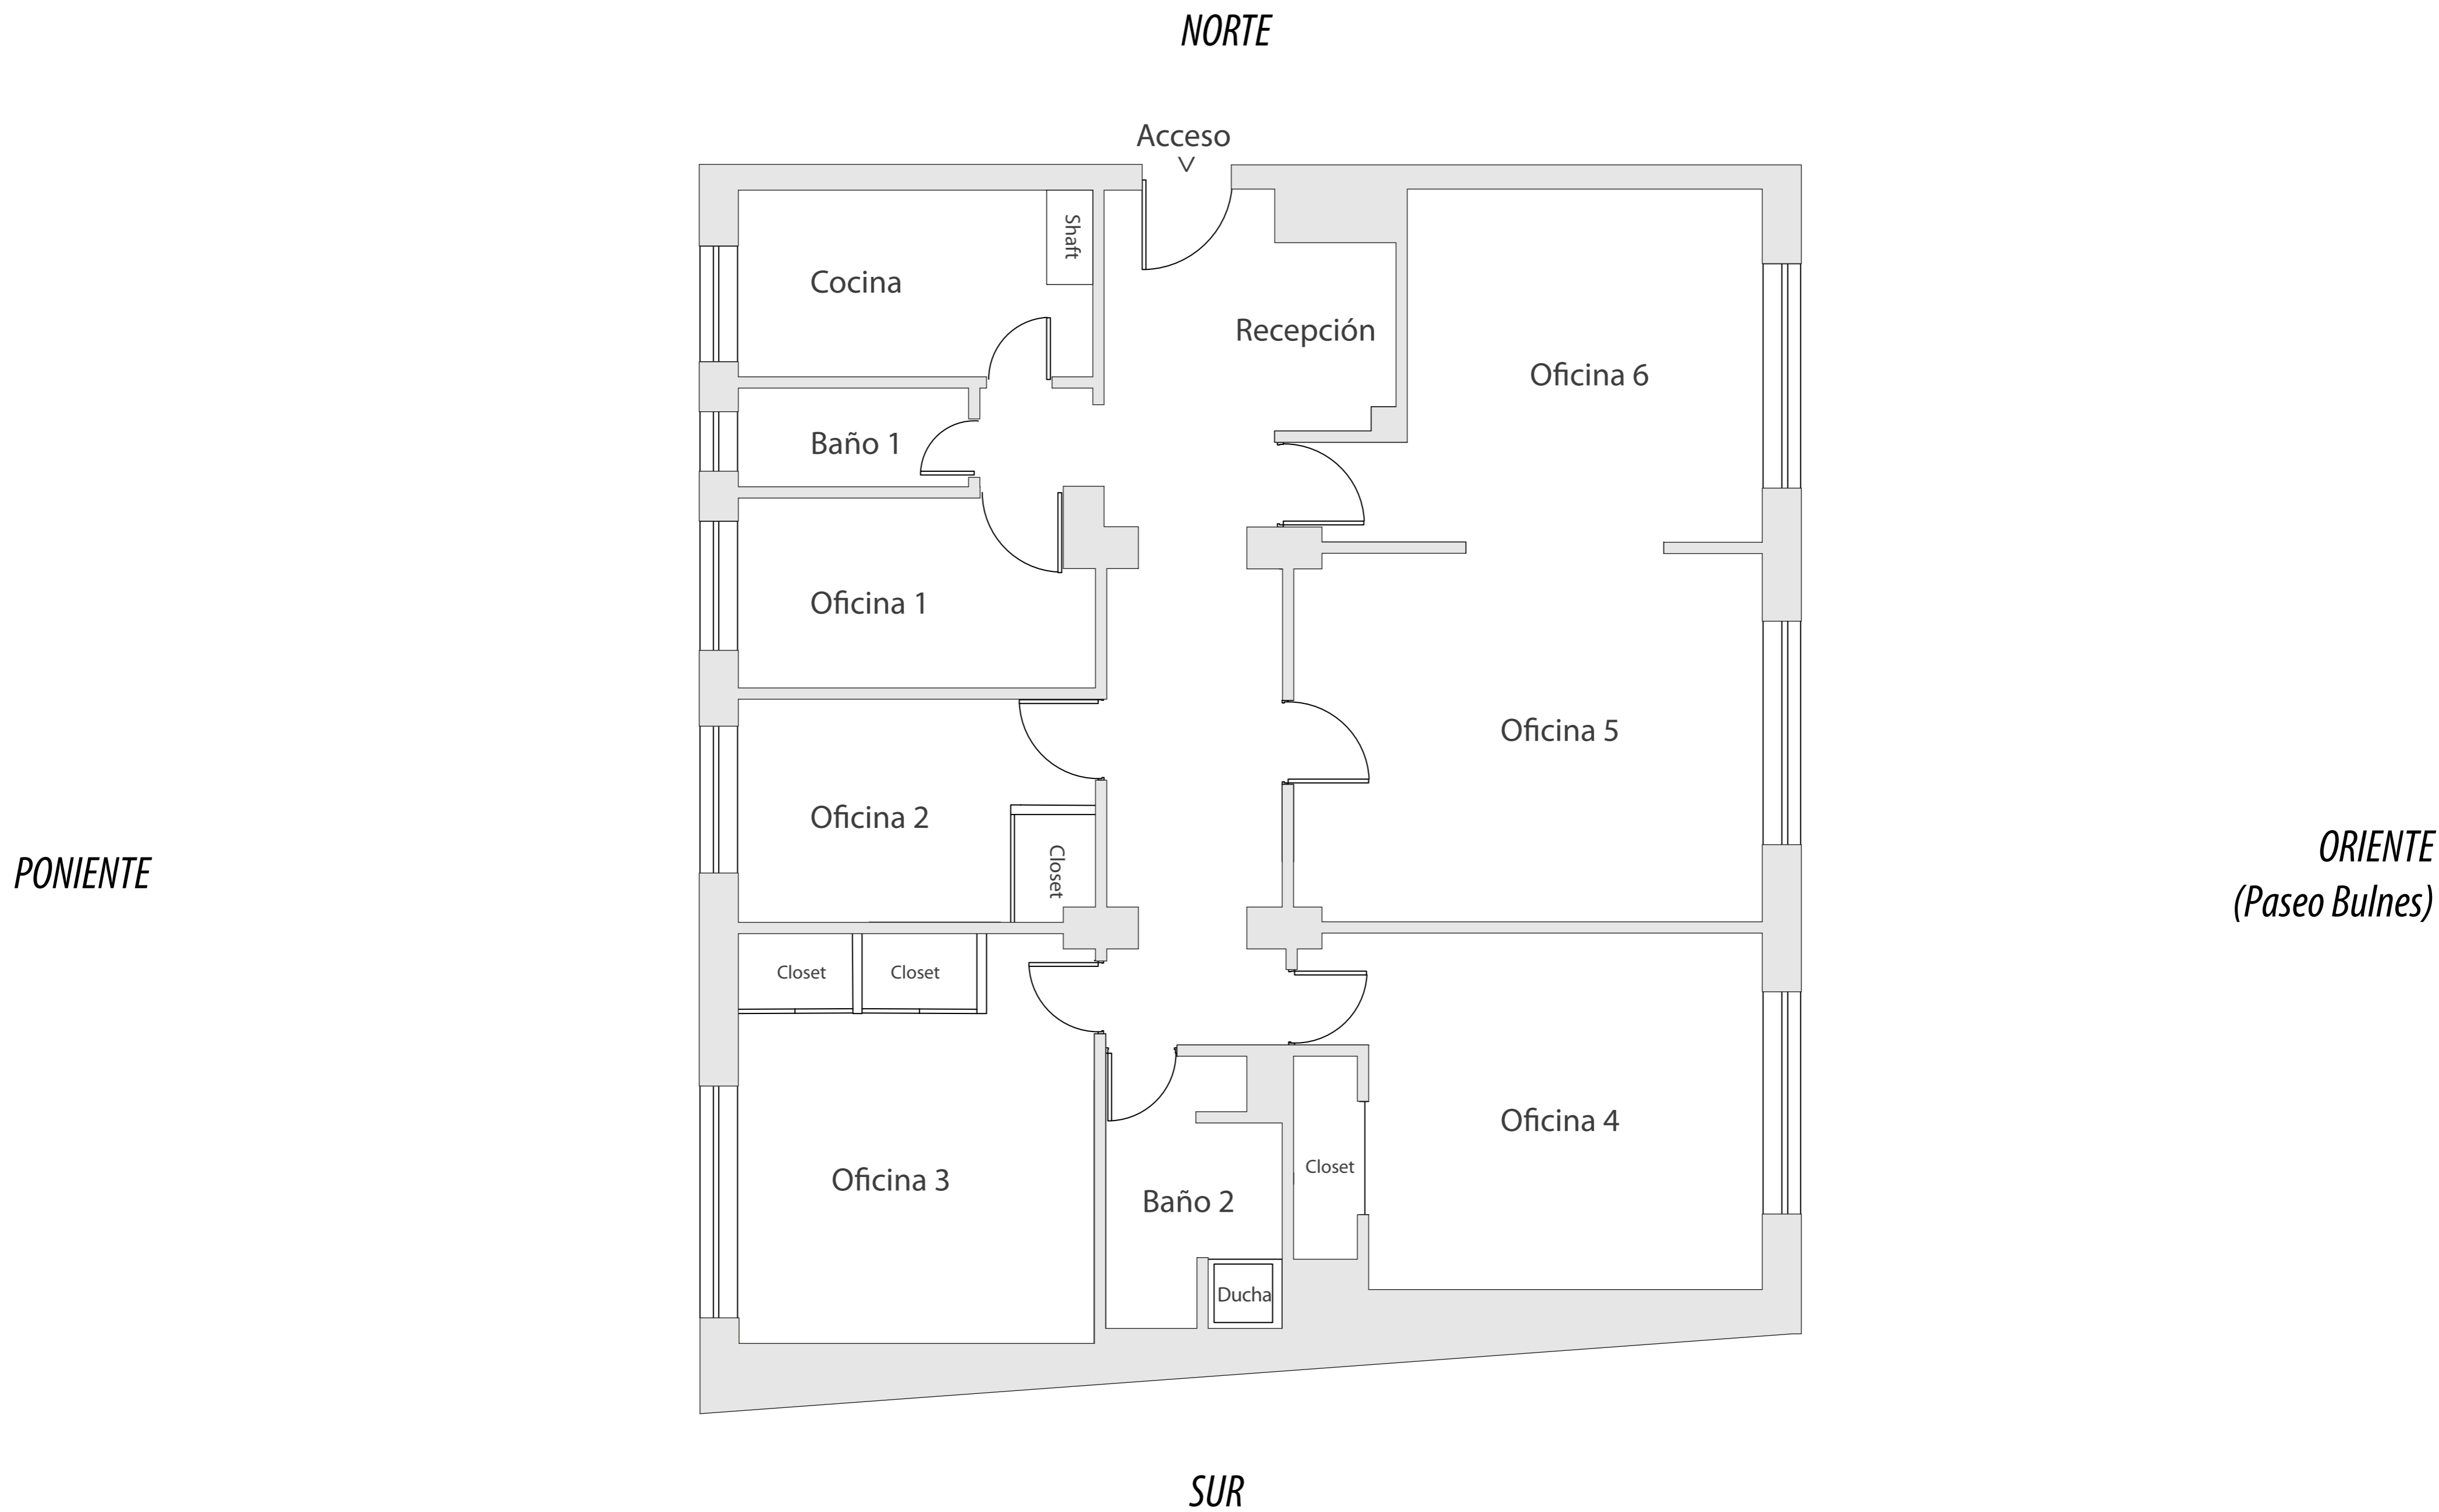 NORTE
Acceso
Shaft
Cocina
Recepción
Oficina 6
Baño 1
Oficina 1
Oficina 5
Oficina 2
Closet
PONIENTE
ORIENTE
(Paseo Bulnes)
Closet
Closet
Oficina 4
Closet
Oficina 3
Baño 2
Ducha
SUR